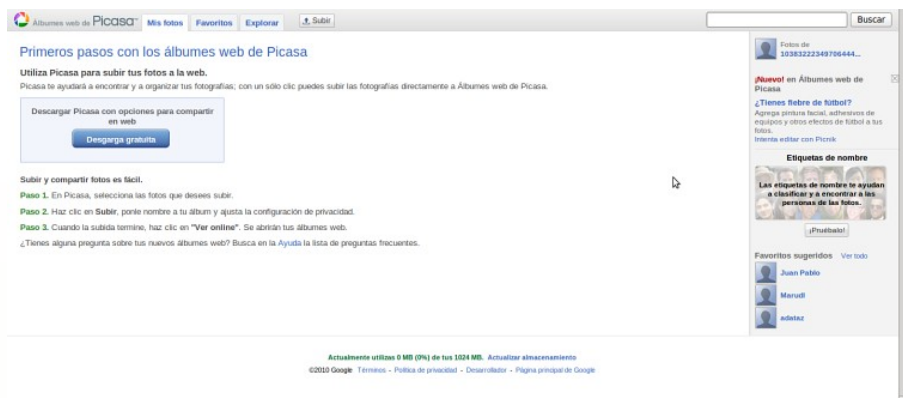 Álbumes web de Picasa™ Mis fotos Favoritos Explorar Subir Buscar
Primeros pasos con los álbumes web de Picasa
Utiliza Picasa para subir tus fotos a la web.
Picasa te ayudará a encontrar y a organizar tus fotografías; con un sólo clic puedes subir las fotografías directamente a Álbumes web de Picasa.
Descargar Picasa con opciones para compartir
en web
Desgarga gratuita
Subir y compartir fotos es fácil.
Paso 1. En Picasa, selecciona las fotos que desees subir.
Paso 2. Haz clic en Subir, ponle nombre a tu álbum y ajusta la configuración de privacidad.
Paso 3. Cuando la subida termine, haz clic en "Ver online". Se abrirán tus álbumes web.
¿Tienes alguna pregunta sobre tus nuevos álbumes web? Busca en la Ayuda la lista de preguntas frecuentes.
Fotos de
10383222349706444...
¡Nuevo! en Álbumes web de
Picasa
¿Tienes fiebre de fútbol?
Agrega pintura facial, adhesivos de
equipos y otros efectos de fútbol a tus
fotos.
Intenta editar con Picnik
Etiquetas de nombre
Las etiquetas de nombre te ayudan
a clasificar y a encontrar a las
personas de las fotos.
¡Pruébalo!
Favoritos sugeridos Ver todo
Juan Pablo
Marudl
adataz
Actualmente utilizas 0 MB (0%) de tus 1024 MB. Actualizar almacenamiento
©2010 Google Términos - Política de privacidad - Desarrollador - Página principal de Google